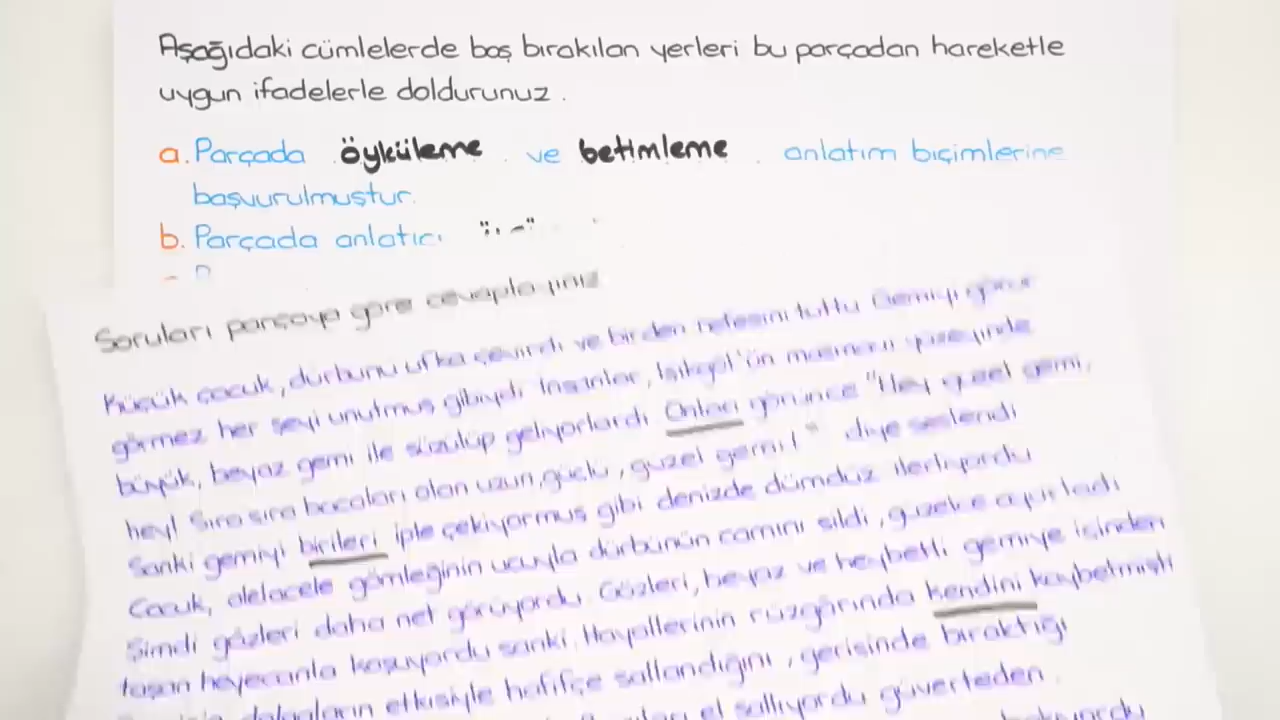 Aşağıdaki cümlelerde boş bırakılan yerleri bu parçadan hareketle
uygun ifadelerle doldurunuz.
a. Parçada öyküleme ve betimleme anlatım biçimlerine
başvurulmuştur.
b. Parçada anlatıcı
Soruları parçaya göre cevaplayınız
Küçük çocuk, dürbünü ufka çevirdi ve birden nefesini tuttu Gemiyi görür
görmez her şeyi unutmuş gibiydi İnsanlar, Isıkgöl'ün masmavi yüzeyinde
büyük, beyaz gemi ile süzülüp geliyorlardı Onları görünce "Hey güzel gemi,
hey! Sıra sıra bacaları olan uzun, güçlü, güzel gemi!" diye seslendi
Sanki gemiyi birileri iple çekiyormuş gibi denizde dümdüz ilerliyordu
Çocuk, alelacele gömleğinin ucuyla dürbünün camını sildi, güzelce ayarladı
Şimdi gözleri daha net görüyordu Gözleri, beyaz ve heybetli gemiye içinden
taşan heyecanla koşuyordu sanki. Hayallerinin rüzgârında kendini kaybetmişti
dalgaların etkisiyle hafifçe sallandığını, gerisinde bıraktığı
el sallıyordu güverteden.